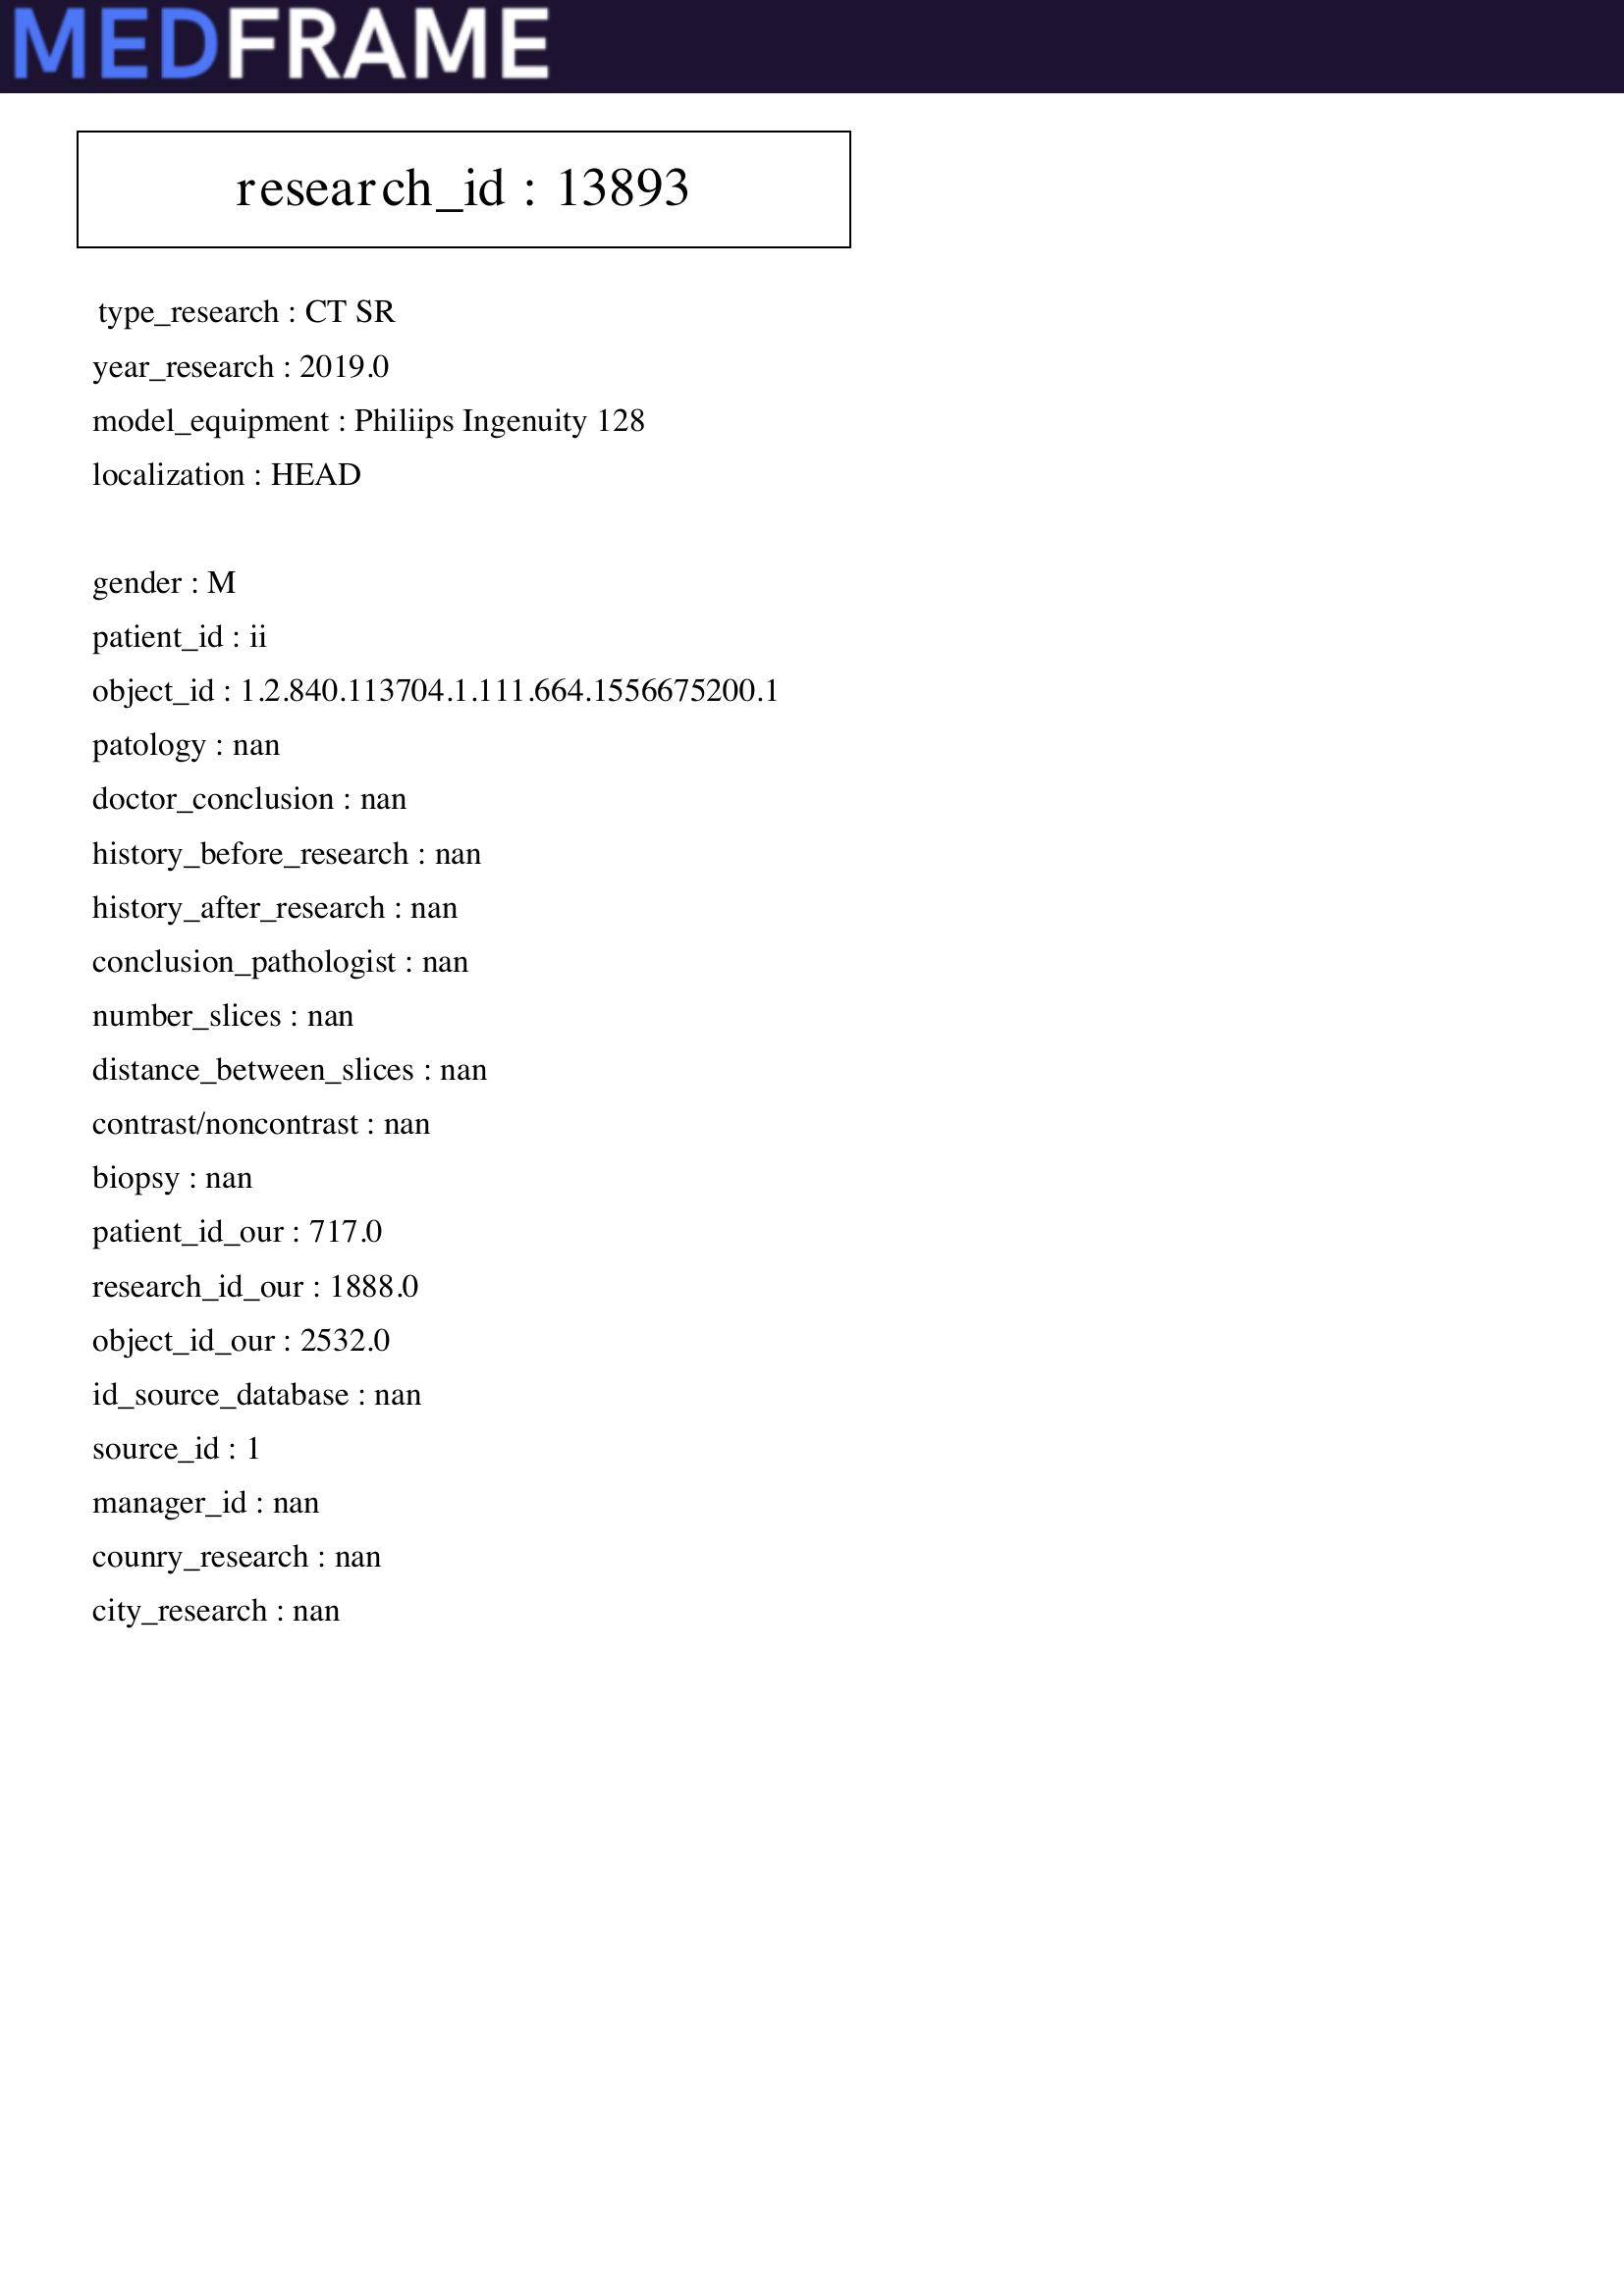 MEDFRAME
research_id : 13893
type_research : CT SR
year_research : 2019.0
model_equipment : Philiips Ingenuity 128
localization : HEAD
gender : M
patient_id : ii
object_id : 1.2.840.113704.1.111.664.1556675200.1
patology : nan
doctor_conclusion : nan
history_before_research : nan
history_after_research : nan
conclusion_pathologist : nan
number_slices : nan
distance_between_slices : nan
contrast/noncontrast : nan
biopsy : nan
patient_id_our : 717.0
research_id_our : 1888.0
object_id_our : 2532.0
id_source_database : nan
source_id : 1
manager_id : nan
counry_research : nan
city_research : nan